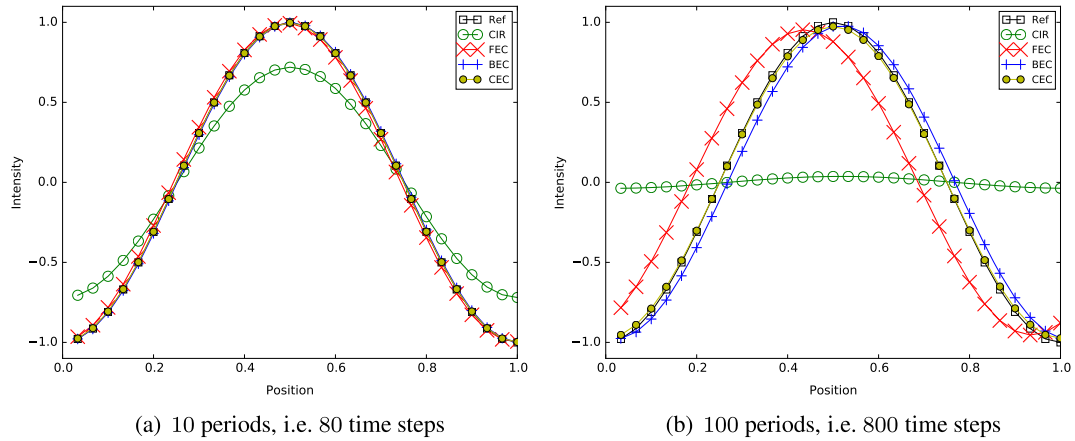 1.0
0.5
0.0
−0.5
−1.0
Intensity
0.0
0.2
0.4
0.6
0.8
1.0
Position
Ref
CIR
FEC
BEC
CEC
(a) 10 periods, i.e. 80 time steps
1.0
0.5
0.0
−0.5
−1.0
Intensity
0.0
0.2
0.4
0.6
0.8
1.0
Position
Ref
CIR
FEC
BEC
CEC
(b) 100 periods, i.e. 800 time steps